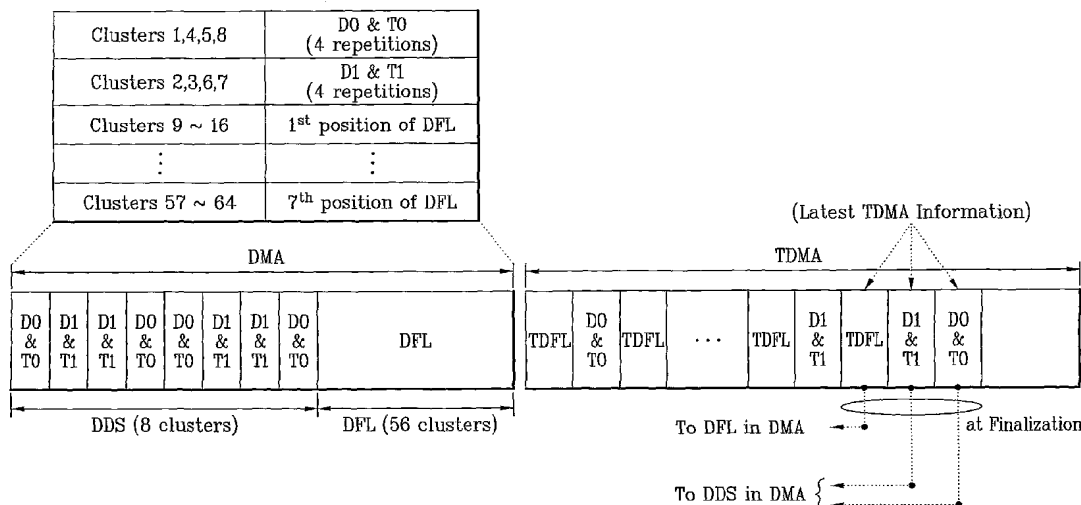 Clusters 1,4,5,8
D0 & T0
(4 repetitions)
Clusters 2,3,6,7
D1 & T1
(4 repetitions)
Clusters 9 ~ 16
1st position of DFL
⋮
⋮
Clusters 57 ~ 64
7th position of DFL
(Latest TDMA Information)
DMA
TDMA
D0 & T0
D1 & T1
D1 & T1
D0 & T0
D0 & T0
D1 & T1
D1 & T1
D0 & T0
DFL
TDFL
D0 & T0
TDFL
···
TDFL
D1 & T1
TDFL
D1 & T1
D0 & T0
DDS (8 clusters)
DFL (56 clusters)
To DFL in DMA
at Finalization
To DDS in DMA {